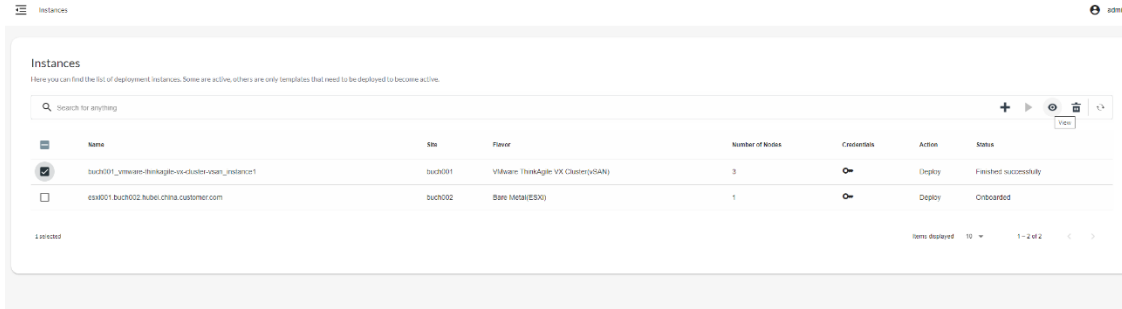 Instances
admi
Instances
Here you can find the list of deployment instances. Some are active, others are only templates that need to be deployed to become active.
Search for anything
View
Name Site Flavor Number of Nodes Credentials Action Status
buch001_vmware-thinkagile-vx-cluster-vsan_instance1 buch001 VMware ThinkAgile VX Cluster(vSAN) 3 Deploy Finished successfully
esxi001.buch002.hubei.china.customer.com buch002 Bare Metal(ESXi) 1 Deploy Onboarded
1 selected Items displayed 10 1 – 2 of 2